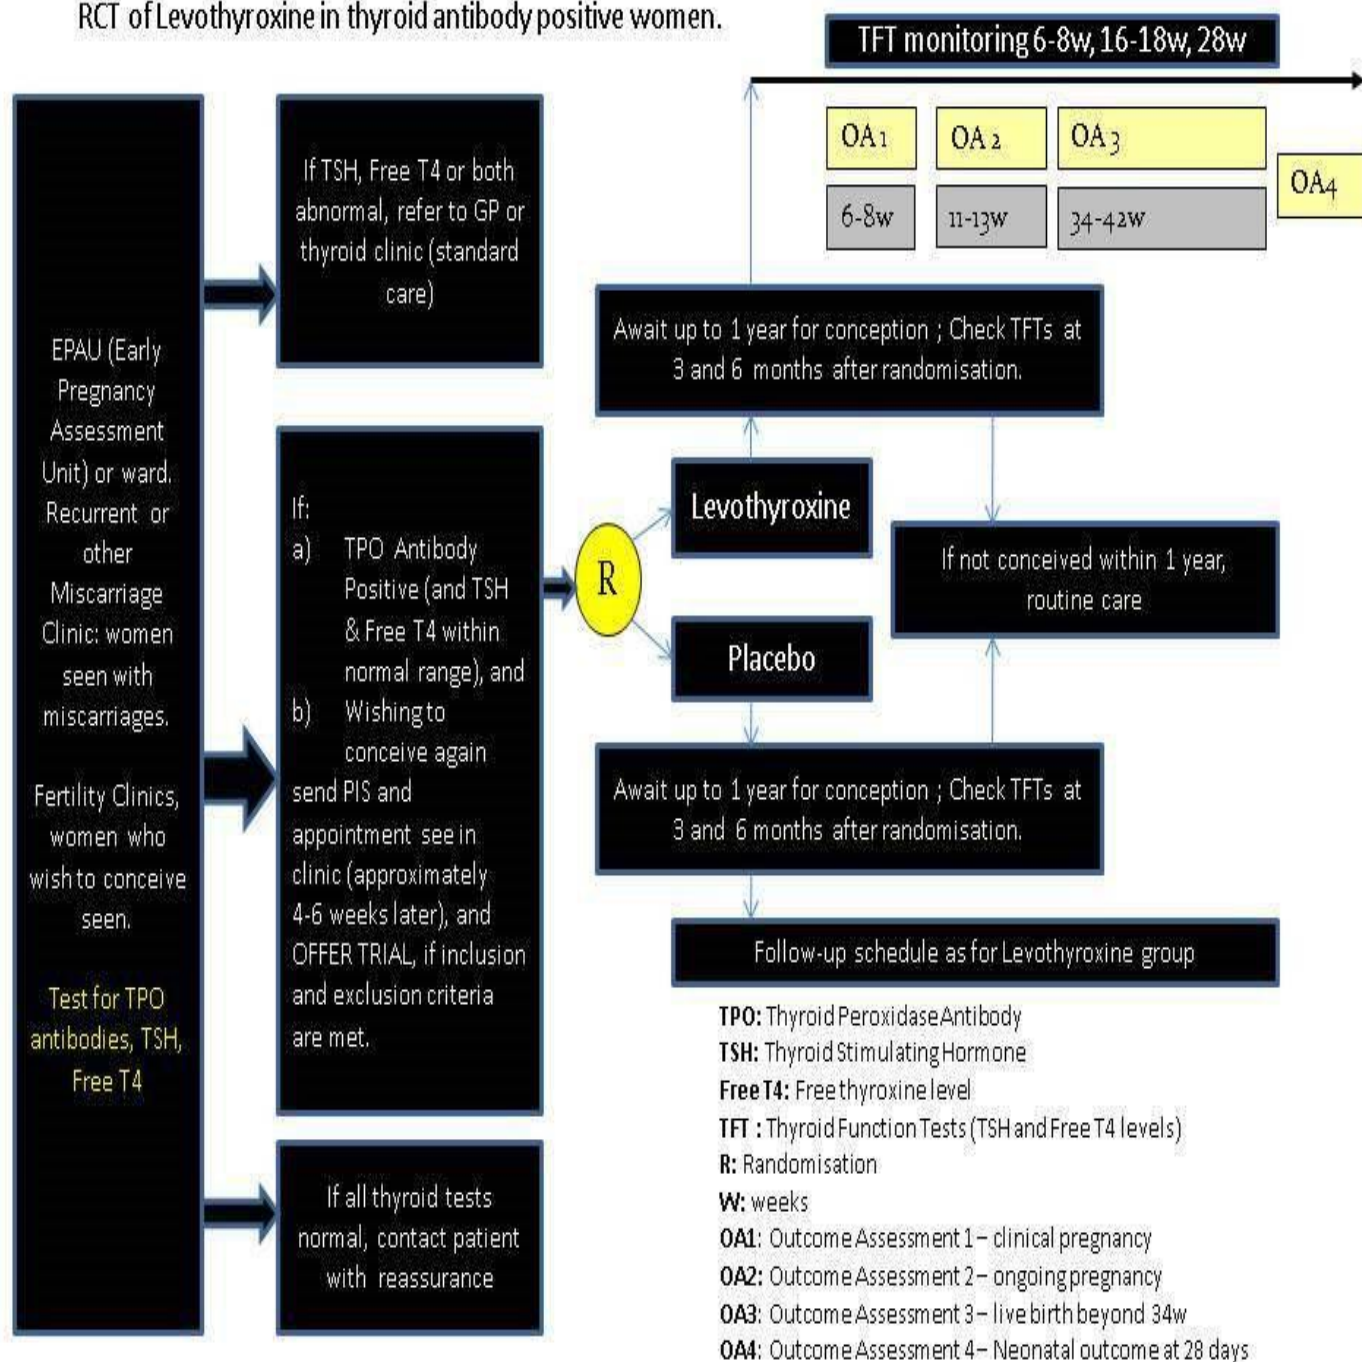 RCT of Levothyroxine in thyroid antibody positive women.
EPAU (Early
Pregnancy
Assessment
Unit) or ward.
Recurrent or
other
Miscarriage
Clinic: women
seen with
miscarriages.
Fertility Clinics,
women who
wish to conceive
seen.
Test for TPO
antibodies, TSH,
Free T4
If TSH, Free T4 or both
abnormal, refer to GP or
thyroid clinic (standard
care)
If:
a) TPO Antibody
Positive (and TSH
& Free T4 within
normal range), and
b) Wishing to
conceive again
send PIS and
appointment see in
clinic (approximately
4-6 weeks later), and
OFFER TRIAL, if inclusion
and exclusion criteria
are met.
If all thyroid tests
normal, contact patient
with reassurance
R
Levothyroxine
Placebo
TFT monitoring 6-8w, 16-18w, 28w
OA 1
OA 2
OA 3
OA4
6-8w
11-13w
34-42w
Await up to 1 year for conception ; Check TFTs at
3 and 6 months after randomisation.
If not conceived within 1 year,
routine care
Await up to 1 year for conception ; Check TFTs at
3 and 6 months after randomisation.
Follow-up schedule as for Levothyroxine group
TPO: Thyroid Peroxidase Antibody
TSH: Thyroid Stimulating Hormone
Free T4: Free thyroxine level
TFT : Thyroid Function Tests (TSH and Free T4 levels)
R: Randomisation
W: weeks
OA1: Outcome Assessment 1 – clinical pregnancy
OA2: Outcome Assessment 2 – ongoing pregnancy
OA3: Outcome Assessment 3 – live birth beyond 34w
OA4: Outcome Assessment 4 – Neonatal outcome at 28 days